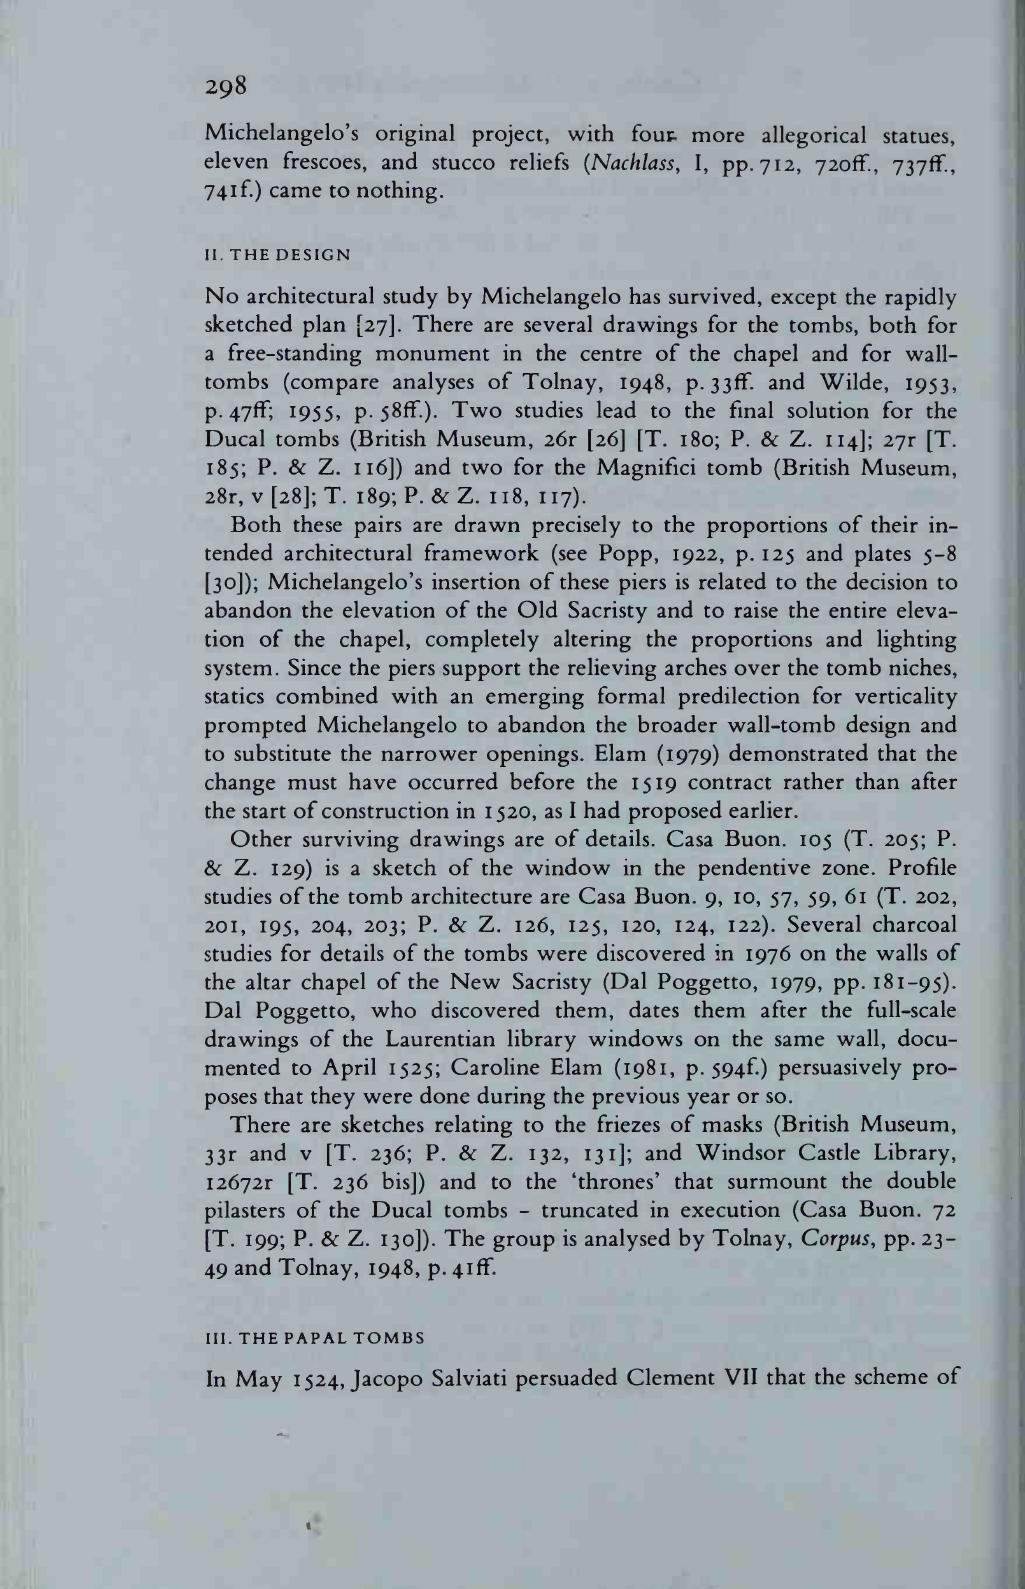 298
Michelangelo's original project, with four more allegorical statues,
eleven frescoes, and stucco reliefs (Nachlass, I, pp. 712, 720ff., 737ff.,
741f.) came to nothing.
II. THE DESIGN
No architectural study by Michelangelo has survived, except the rapidly
sketched plan [27]. There are several drawings for the tombs, both for
a free-standing monument in the centre of the chapel and for wall-
tombs (compare analyses of Tolnay, 1948, p. 33ff. and Wilde, 1953,
p. 47ff; 1955, p. 58ff.). Two studies lead to the final solution for the
Ducal tombs (British Museum, 26r [26] [T. 180; P. & Z. 114]; 27r [T.
185; P. & Z. 116]) and two for the Magnifici tomb (British Museum,
28r, v [28]; T. 189; P. & Z. 118, 117).
Both these pairs are drawn precisely to the proportions of their in-
tended architectural framework (see Popp, 1922, p. 125 and plates 5-8
[30]); Michelangelo's insertion of these piers is related to the decision to
abandon the elevation of the Old Sacristy and to raise the entire eleva-
tion of the chapel, completely altering the proportions and lighting
system. Since the piers support the relieving arches over the tomb niches,
statics combined with an emerging formal predilection for verticality
prompted Michelangelo to abandon the broader wall-tomb design and
to substitute the narrower openings. Elam (1979) demonstrated that the
change must have occurred before the 1519 contract rather than after
the start of construction in 1520, as I had proposed earlier.
Other surviving drawings are of details. Casa Buon. 105 (T. 205; P.
& Z. 129) is a sketch of the window in the pendentive zone. Profile
studies of the tomb architecture are Casa Buon. 9, 10, 57, 59, 61 (T. 202,
201, 195, 204, 203; P. & Z. 126, 125, 120, 124, 122). Several charcoal
studies for details of the tombs were discovered in 1976 on the walls of
the altar chapel of the New Sacristy (Dal Poggetto, 1979, pp. 181-95).
Dal Poggetto, who discovered them, dates them after the full-scale
drawings of the Laurentian library windows on the same wall, docu-
mented to April 1525; Caroline Elam (1981, p. 594f.) persuasively pro-
poses that they were done during the previous year or so.
There are sketches relating to the friezes of masks (British Museum,
33r and v [T. 236; P. & Z. 132, 131]; and Windsor Castle Library,
12672r [T. 236 bis]) and to the 'thrones' that surmount the double
pilasters of the Ducal tombs - truncated in execution (Casa Buon. 72
[T. 199; P. & Z. 130]). The group is analysed by Tolnay, Corpus, pp. 23-
49 and Tolnay, 1948, p. 41ff.
III. THE PAPAL TOMBS
In May 1524, Jacopo Salviati persuaded Clement VII that the scheme of